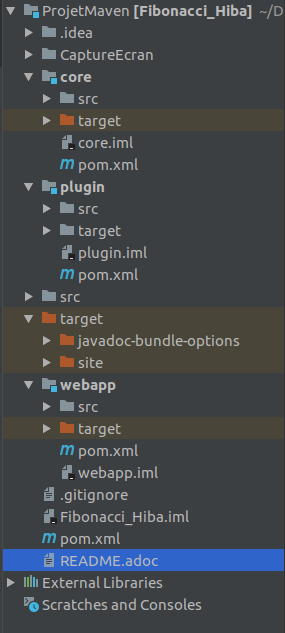 ProjetMaven [Fibonacci_Hiba] ~/D
.idea
CaptureEcran
core
src
target
core.iml
pom.xml
plugin
src
target
plugin.iml
pom.xml
src
target
javadoc-bundle-options
site
webapp
src
target
pom.xml
webapp.iml
.gitignore
Fibonacci_Hiba.iml
pom.xml
README.adoc
External Libraries
Scratches and Consoles